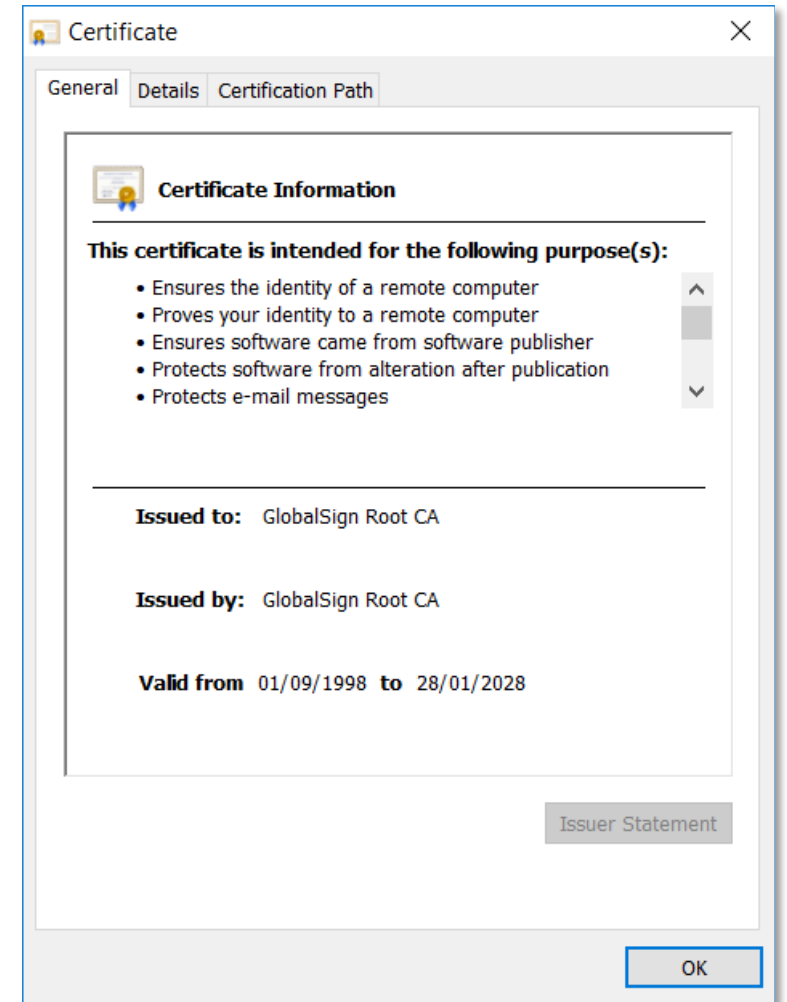 Certificate
General Details Certification Path
Certificate Information
This certificate is intended for the following purpose(s):
• Ensures the identity of a remote computer
• Proves your identity to a remote computer
• Ensures software came from software publisher
• Protects software from alteration after publication
• Protects e-mail messages
Issued to: GlobalSign Root CA
Issued by: GlobalSign Root CA
Valid from 01/09/1998 to 28/01/2028
Issuer Statement
OK